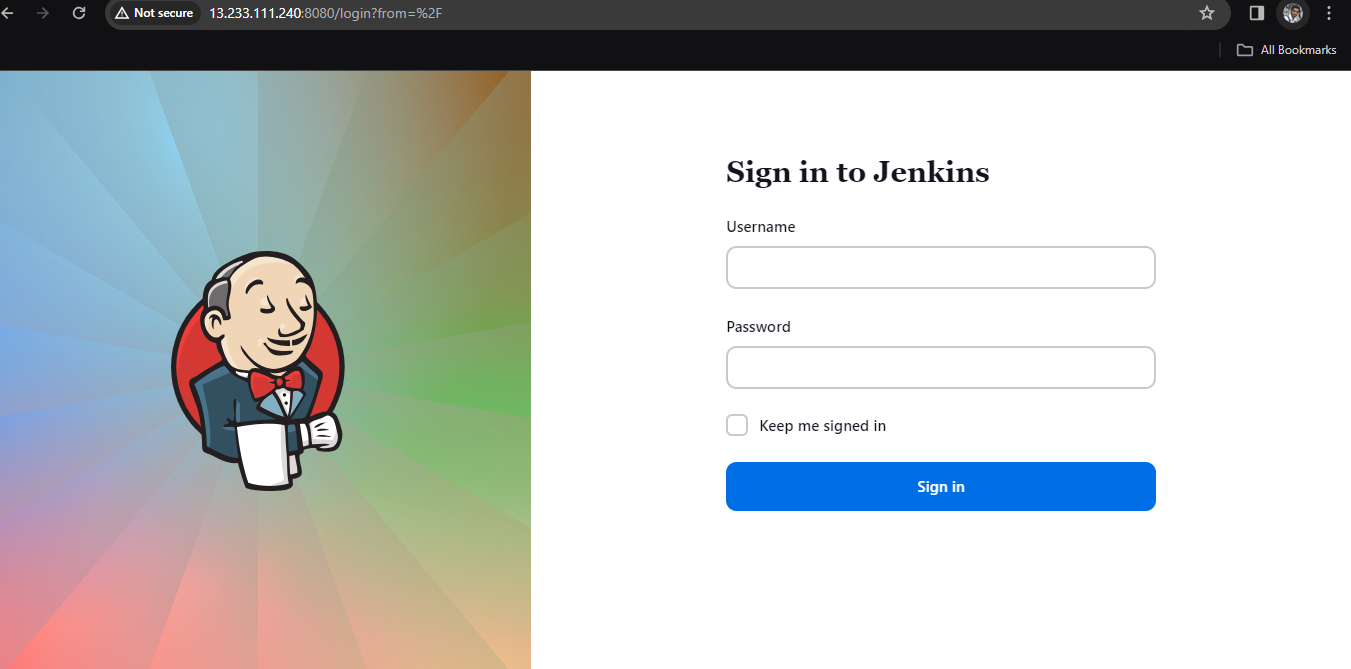 Not secure 13.233.111.240:8080/login?from=%2F
All Bookmarks
Sign in to Jenkins
Username
Password
Keep me signed in
Sign in